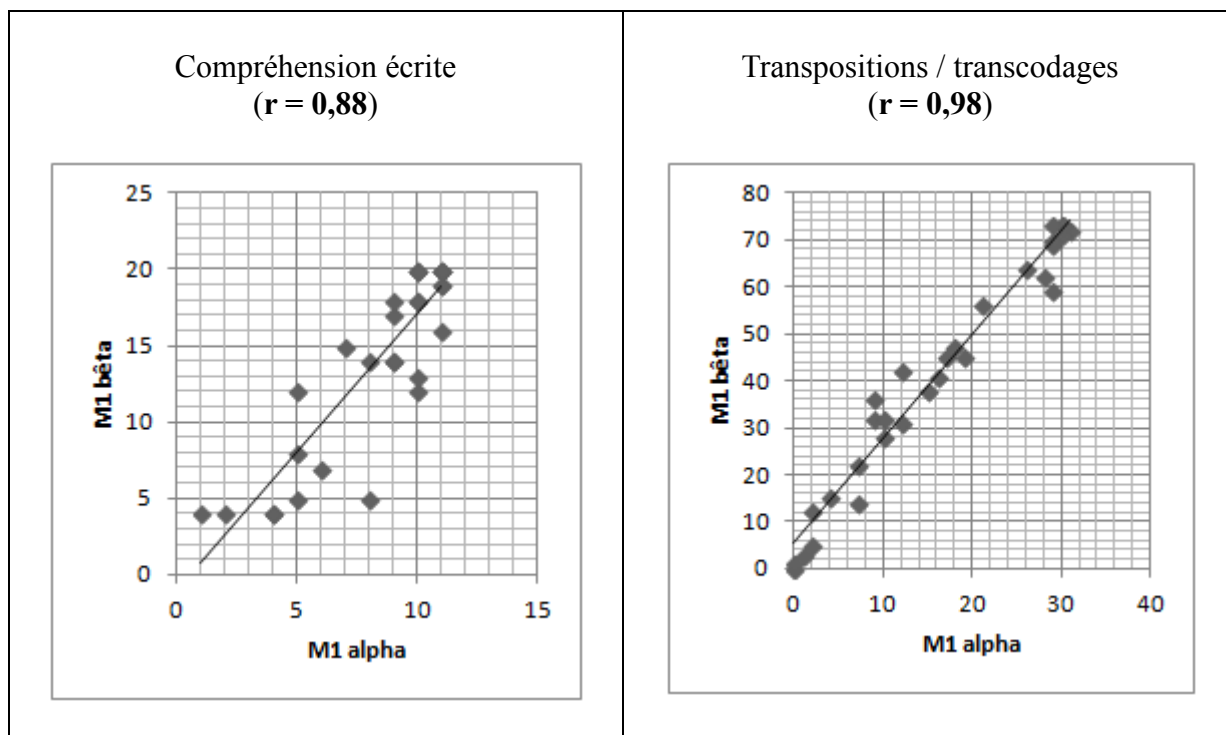 Compréhension écrite
(r = 0,88)
25
20
15
10
5
0
0 5 10 15
M1 bêta
M1 alpha
Transpositions / transcodages
(r = 0,98)
80
70
60
50
40
30
20
10
0
0 10 20 30 40
M1 bêta
M1 alpha